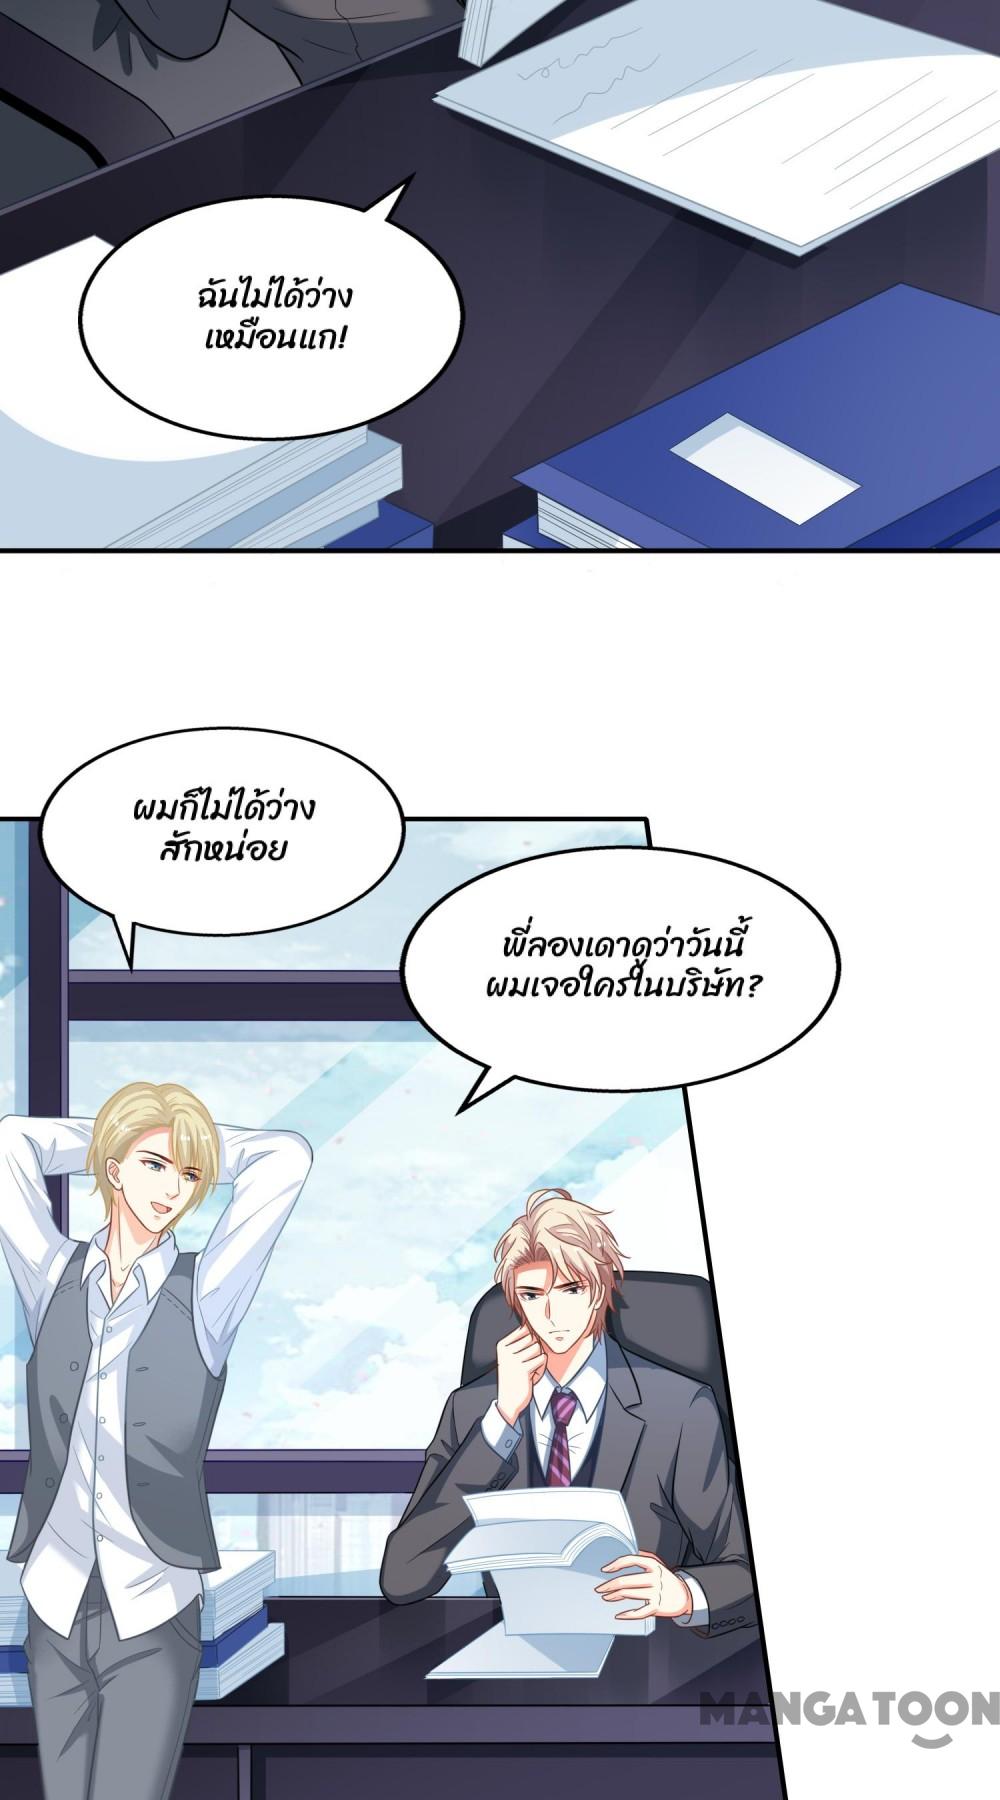 ฉันไม่ได้ว่าง
เหมือนแก!
ผมก็ไม่ได้ว่าง
สักหน่อย
พี่ลองเดาดูว่าวันนี้
ผมเจอใครในบริษัท?
MANGATOON